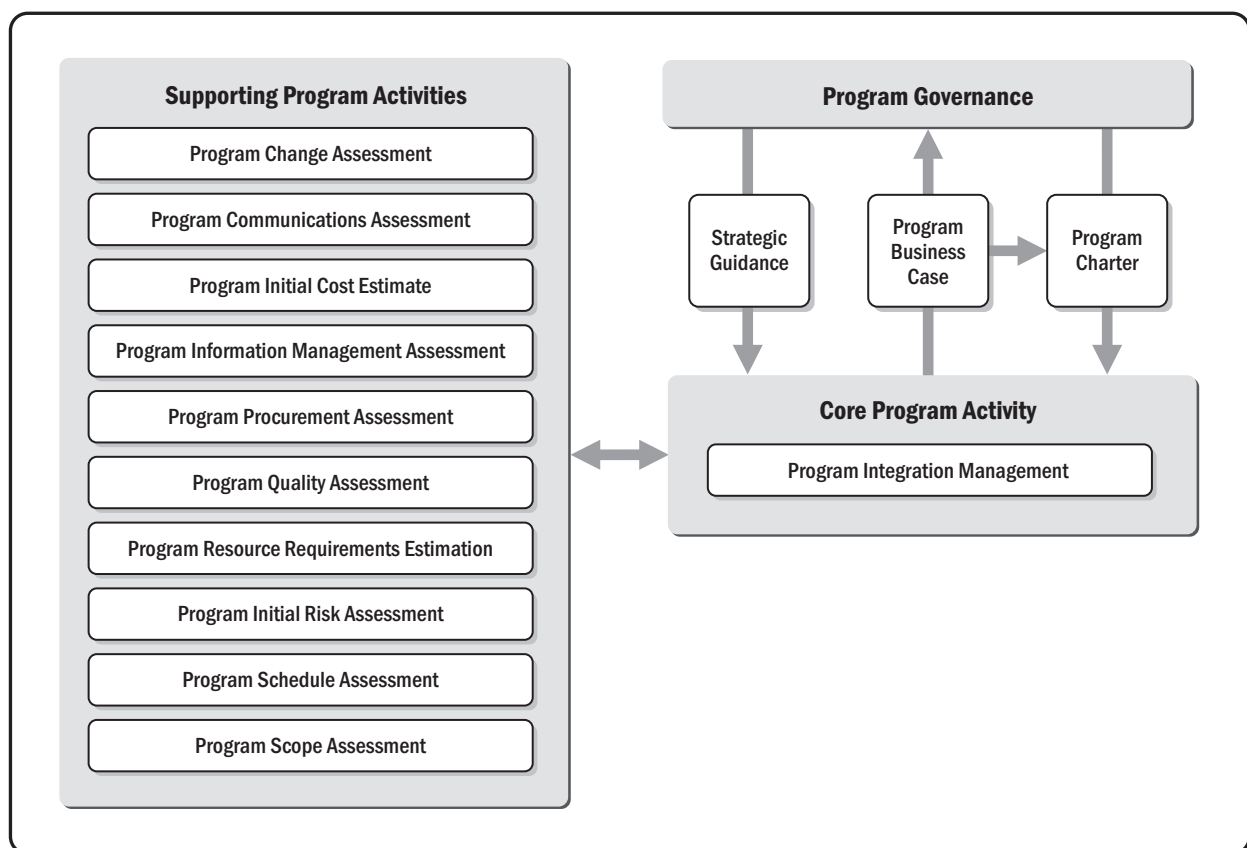 Supporting Program Activities
Program Change Assessment
Program Communications Assessment
Program Initial Cost Estimate
Program Information Management Assessment
Program Procurement Assessment
Program Quality Assessment
Program Resource Requirements Estimation
Program Initial Risk Assessment
Program Schedule Assessment
Program Scope Assessment
Program Governance
Strategic
Guidance
Program
Business
Case
Program
Charter
Core Program Activity
Program Integration Management